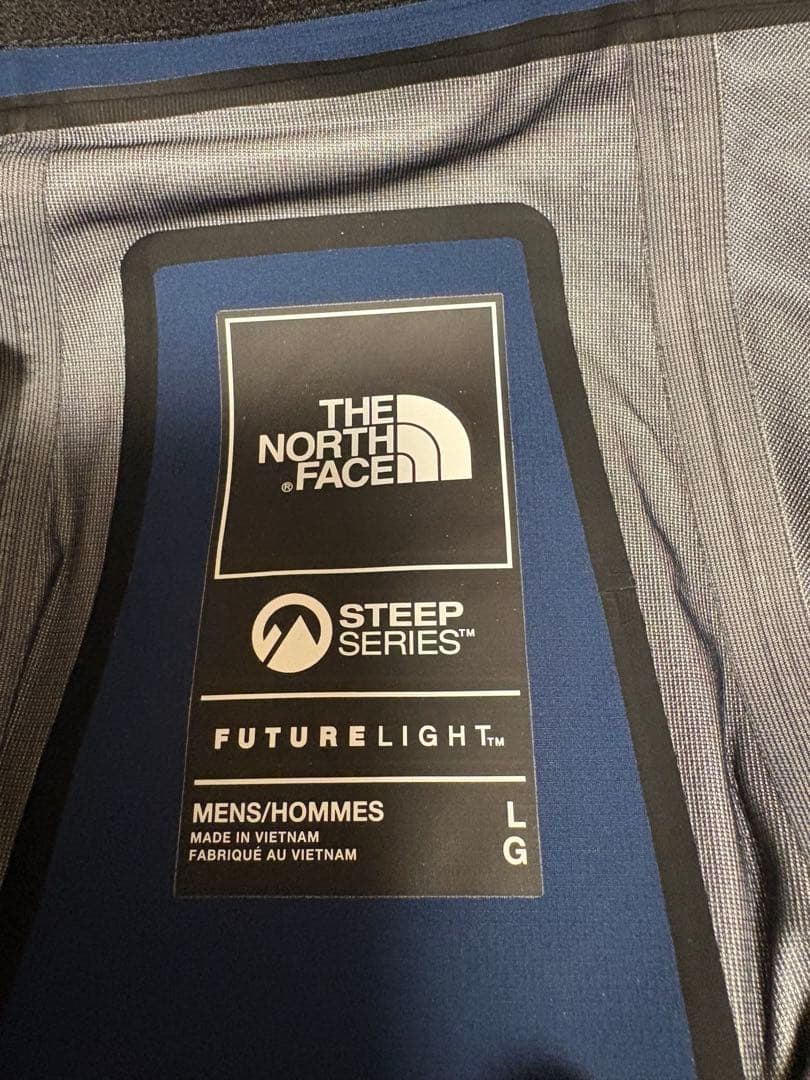 THE
NORTH
® FACE
STEEP
SERIES™
FUTURELIGHT™
MENS/HOMMES L
MADE IN VIETNAM
FABRIQUÉ AU VIETNAM G